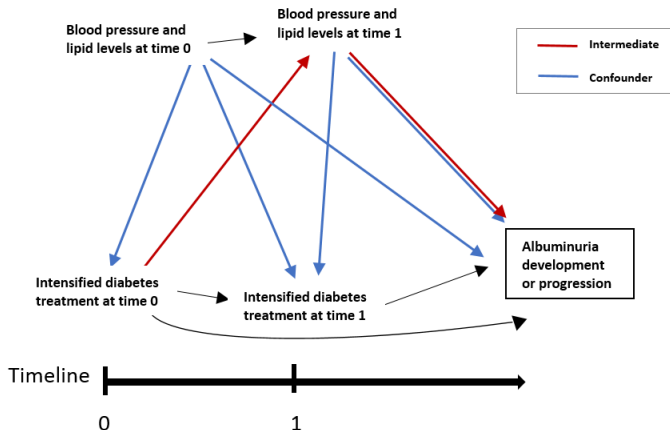 Blood pressure and
lipid levels at time 0
Blood pressure and
lipid levels at time 1
Intermediate
Confounder
Intensified diabetes
treatment at time 0
Intensified diabetes
treatment at time 1
Albuminuria
development
or progression
Timeline
0
1